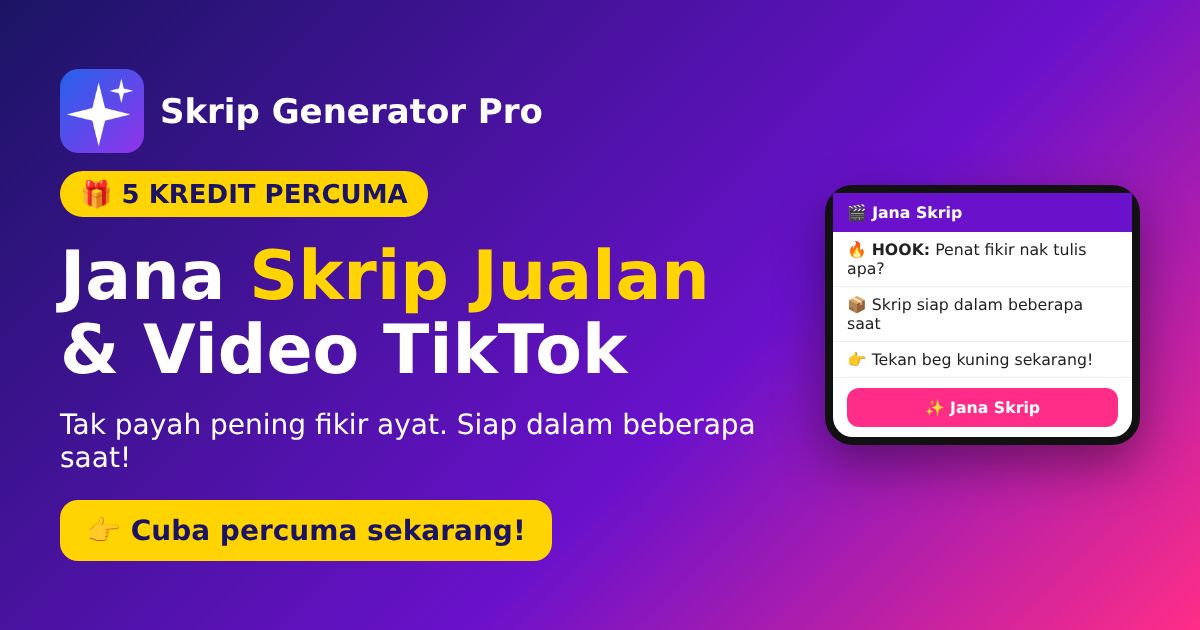 Skrip Generator Pro
🎁 5 KREDIT PERCUMA
Jana Skrip Jualan
& Video TikTok
Tak payah pening fikir ayat. Siap dalam beberapa
saat!
👉 Cuba percuma sekarang!
🎬 Jana Skrip
🔥 HOOK: Penat fikir nak tulis
apa?
📦 Skrip siap dalam beberapa
saat
👉 Tekan beg kuning sekarang!
✨ Jana Skrip